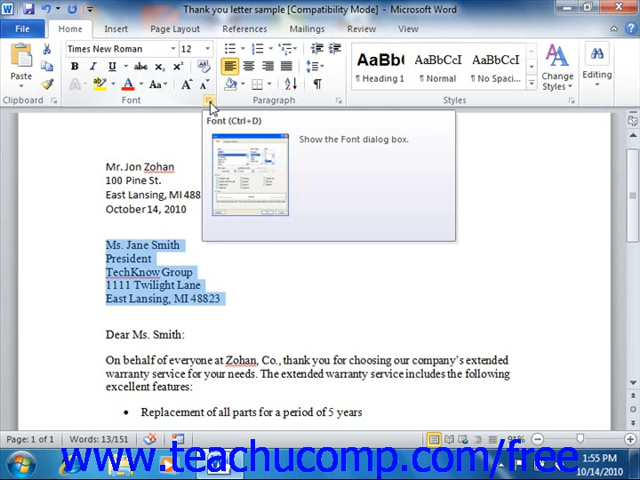 Thank you letter sample [Compatibility Mode] - Microsoft Word
File Home Insert Page Layout References Mailings Review View
Times New Roman 12
AaBbCcI AaBbCcI
¶ Heading 1 ¶ Normal ¶ No Spaci...
Paste
Change Styles
Editing
Clipboard Font Paragraph Styles
Font (Ctrl+D)
Show the Font dialog box.
Mr. Jon Zohan
100 Pine St.
East Lansing, MI 488
October 14, 2010
Ms. Jane Smith
President
TechKnow Group
1111 Twilight Lane
East Lansing, MI 48823
Dear Ms. Smith:
On behalf of everyone at Zohan, Co., thank you for choosing our company's extended
warranty service for your needs. The extended warranty service includes the following
excellent features:
• Replacement of all parts for a period of 5 years
Page: 1 of 1 Words: 13/151 91%
www.teachucomp.com/free
1:55 PM
10/14/2010